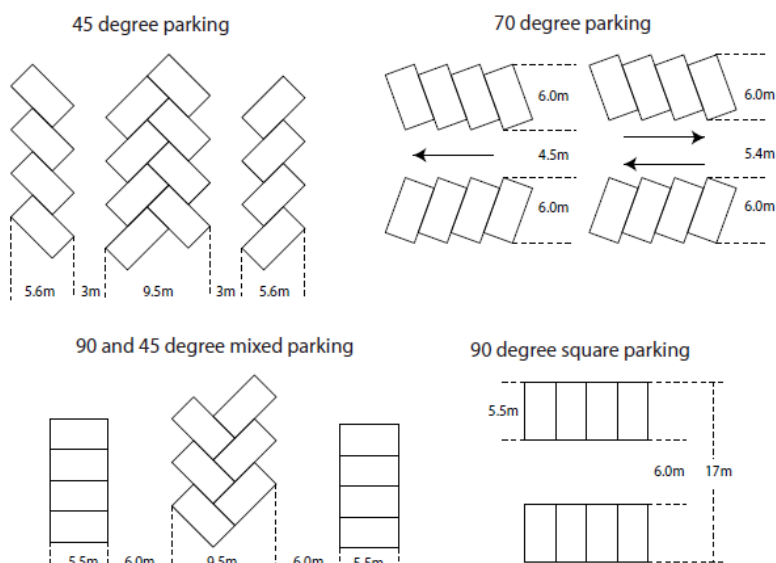 45 degree parking
70 degree parking
6.0m
6.0m
4.5m
5.4m
6.0m
6.0m
5.6m 3m 9.5m 3m 5.6m
90 and 45 degree mixed parking
90 degree square parking
5.5m
6.0m 17m
5.5m 6.0m 9.5m 6.0m 5.5m